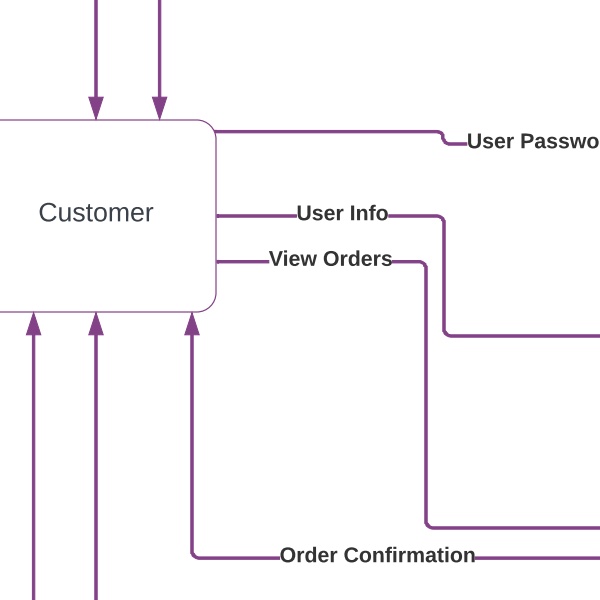 User Passwo
Customer
User Info
View Orders
Order Confirmation